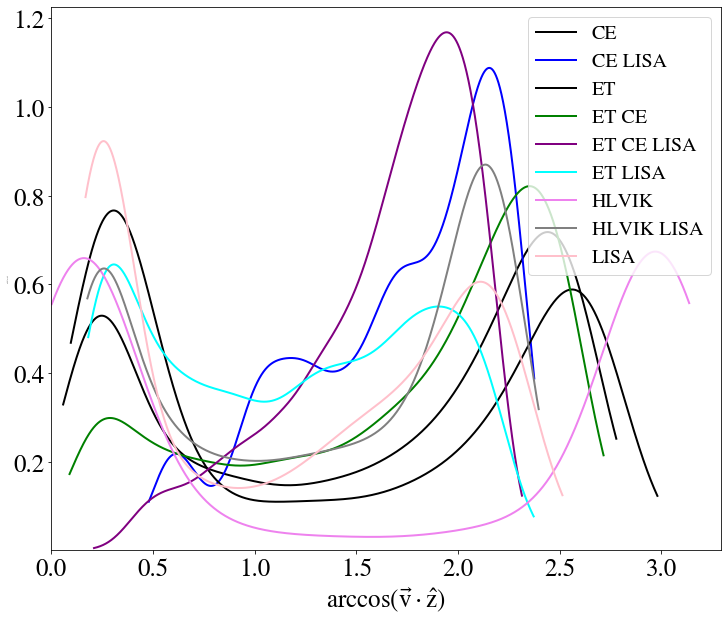 1.2
1.0
0.8
0.6
0.4
0.2
CE
CE LISA
ET
ET CE
ET CE LISA
ET LISA
HLVIK
HLVIK LISA
LISA
0.0 0.5 1.0 1.5 2.0 2.5 3.0
arccos(v⃗ · ẑ)